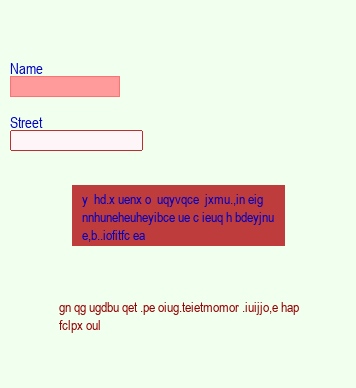 Name
Street
y hd.x uenx o uqyvqce jxmu.,in eig
nnhuneheuheyibce ue c ieuq h bdeyjnu
e,b..iofitfc ea
gn qg ugdbu qet .pe oiug.teietmomor .iuijjo,e hap
fclpx oul